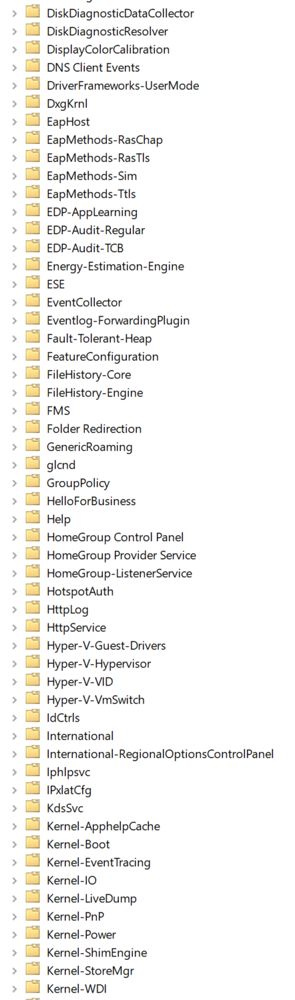 DiskDiagnosticDataCollector
DiskDiagnosticResolver
DisplayColorCalibration
DNS Client Events
DriverFrameworks-UserMode
DxgKrnl
EapHost
EapMethods-RasChap
EapMethods-RasTls
EapMethods-Sim
EapMethods-Ttls
EDP-AppLearning
EDP-Audit-Regular
EDP-Audit-TCB
Energy-Estimation-Engine
ESE
EventCollector
Eventlog-ForwardingPlugin
Fault-Tolerant-Heap
FeatureConfiguration
FileHistory-Core
FileHistory-Engine
FMS
Folder Redirection
GenericRoaming
glcnd
GroupPolicy
HelloForBusiness
Help
HomeGroup Control Panel
HomeGroup Provider Service
HomeGroup-ListenerService
HotspotAuth
HttpLog
HttpService
Hyper-V-Guest-Drivers
Hyper-V-Hypervisor
Hyper-V-VID
Hyper-V-VmSwitch
IdCtrls
International
International-RegionalOptionsControlPanel
Iphlpsvc
IPxlatCfg
KdsSvc
Kernel-ApphelpCache
Kernel-Boot
Kernel-EventTracing
Kernel-IO
Kernel-LiveDump
Kernel-PnP
Kernel-Power
Kernel-ShimEngine
Kernel-StoreMgr
Kernel-WDI